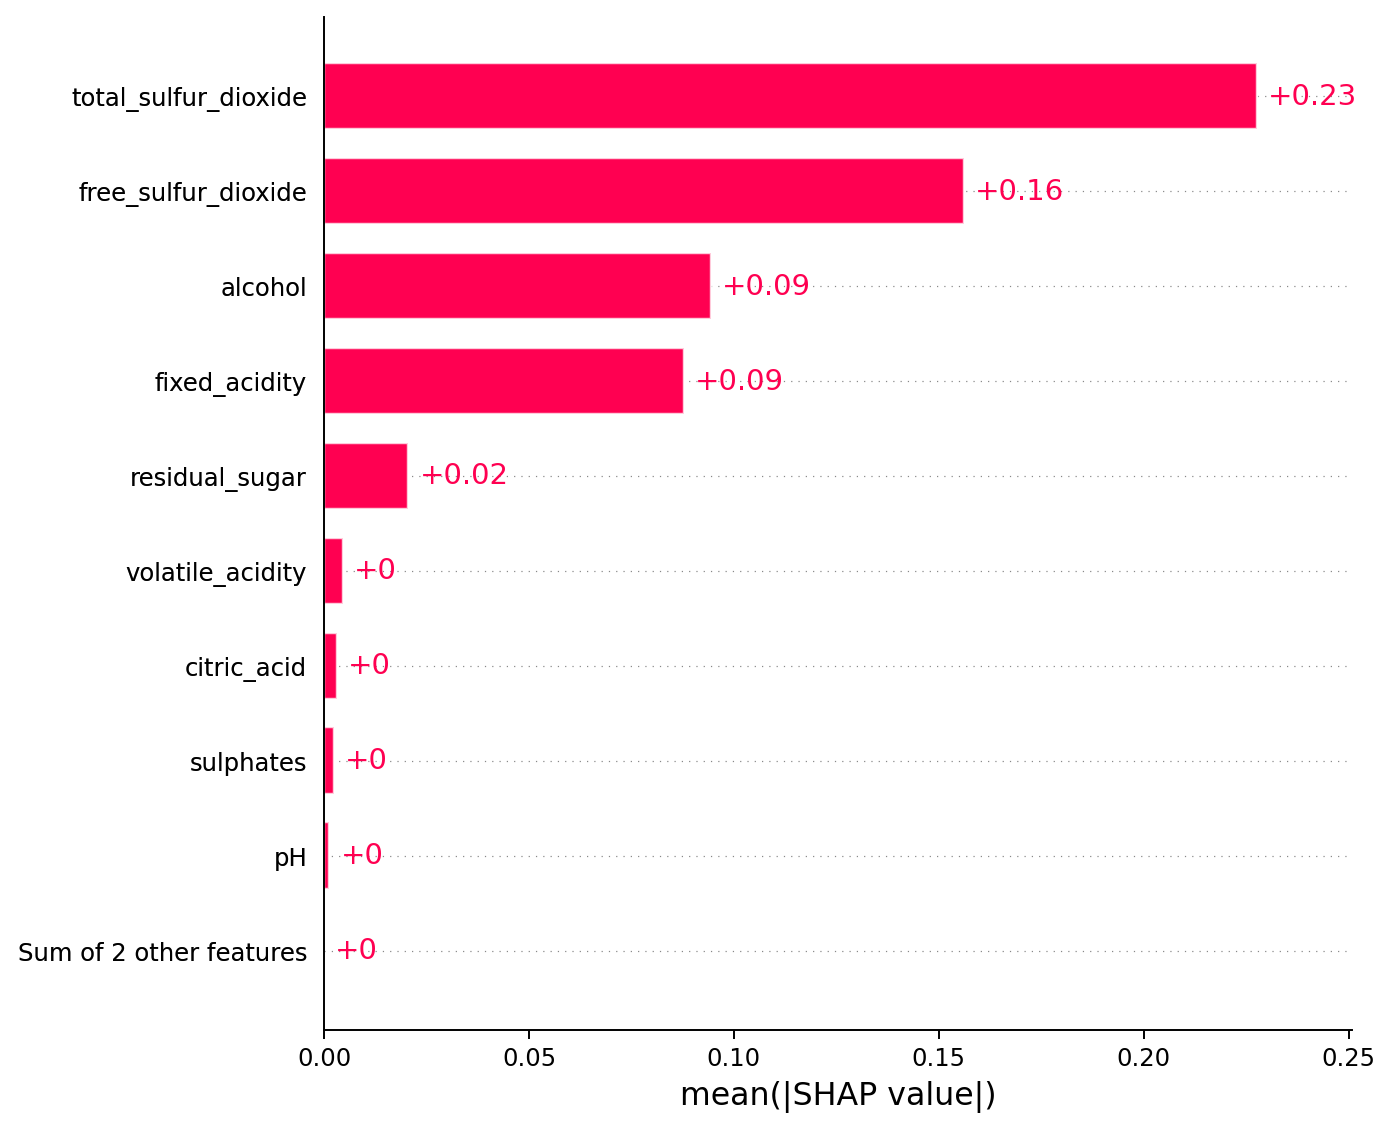 total_sulfur_dioxide +0.23
free_sulfur_dioxide +0.16
alcohol +0.09
fixed_acidity +0.09
residual_sugar +0.02
volatile_acidity +0
citric_acid +0
sulphates +0
pH +0
Sum of 2 other features +0
0.00 0.05 0.10 0.15 0.20 0.25
mean(|SHAP value|)